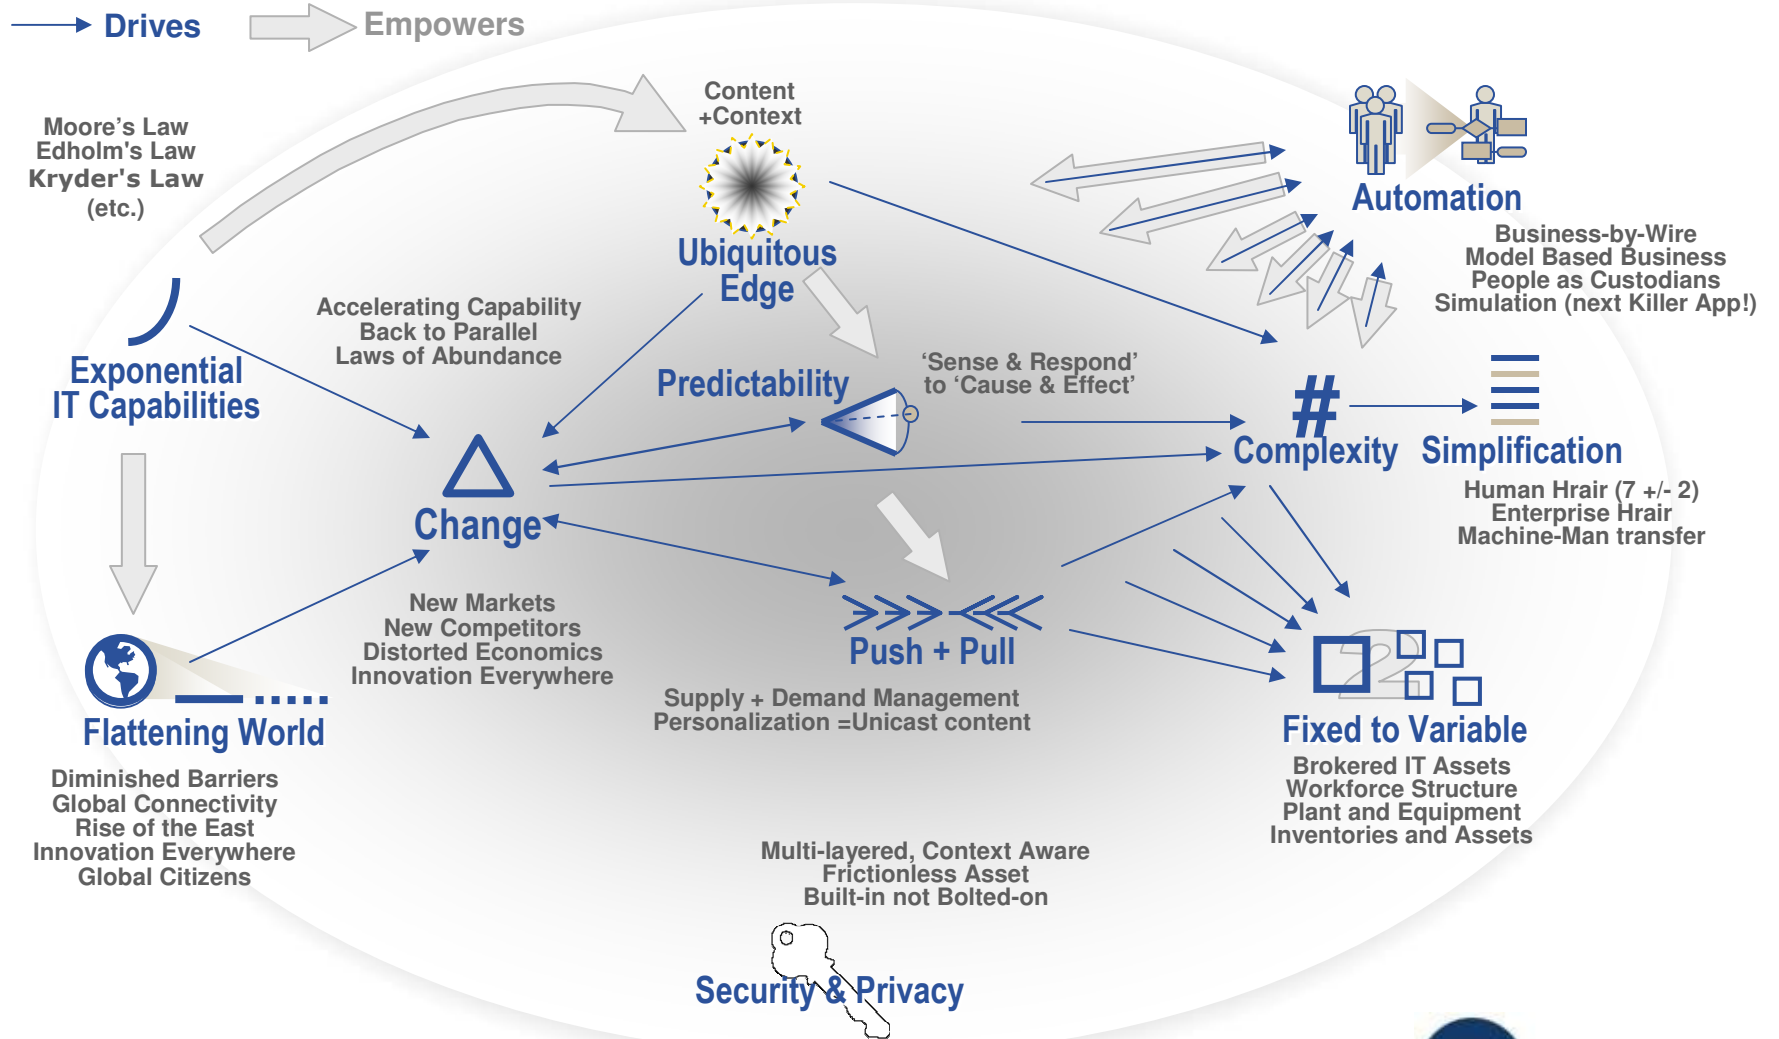 Drives
Empowers
Moore's Law
Edholm's Law
Kryder's Law
(etc.)
Exponential
IT Capabilities
Content
+Context
Ubiquitous
Edge
Accelerating Capability
Back to Parallel
Laws of Abundance
Predictability
‘Sense & Respond’
to ‘Cause & Effect’
Automation
Business-by-Wire
Model Based Business
People as Custodians
Simulation (next Killer App!)
#
Complexity
Simplification
Human Hrair (7 +/- 2)
Enterprise Hrair
Machine-Man transfer
Change
New Markets
New Competitors
Distorted Economics
Innovation Everywhere
Push + Pull
Supply + Demand Management
Personalization =Unicast content
Flattening World
Diminished Barriers
Global Connectivity
Rise of the East
Innovation Everywhere
Global Citizens
2
Fixed to Variable
Brokered IT Assets
Workforce Structure
Plant and Equipment
Inventories and Assets
Multi-layered, Context Aware
Frictionless Asset
Built-in not Bolted-on
Security & Privacy